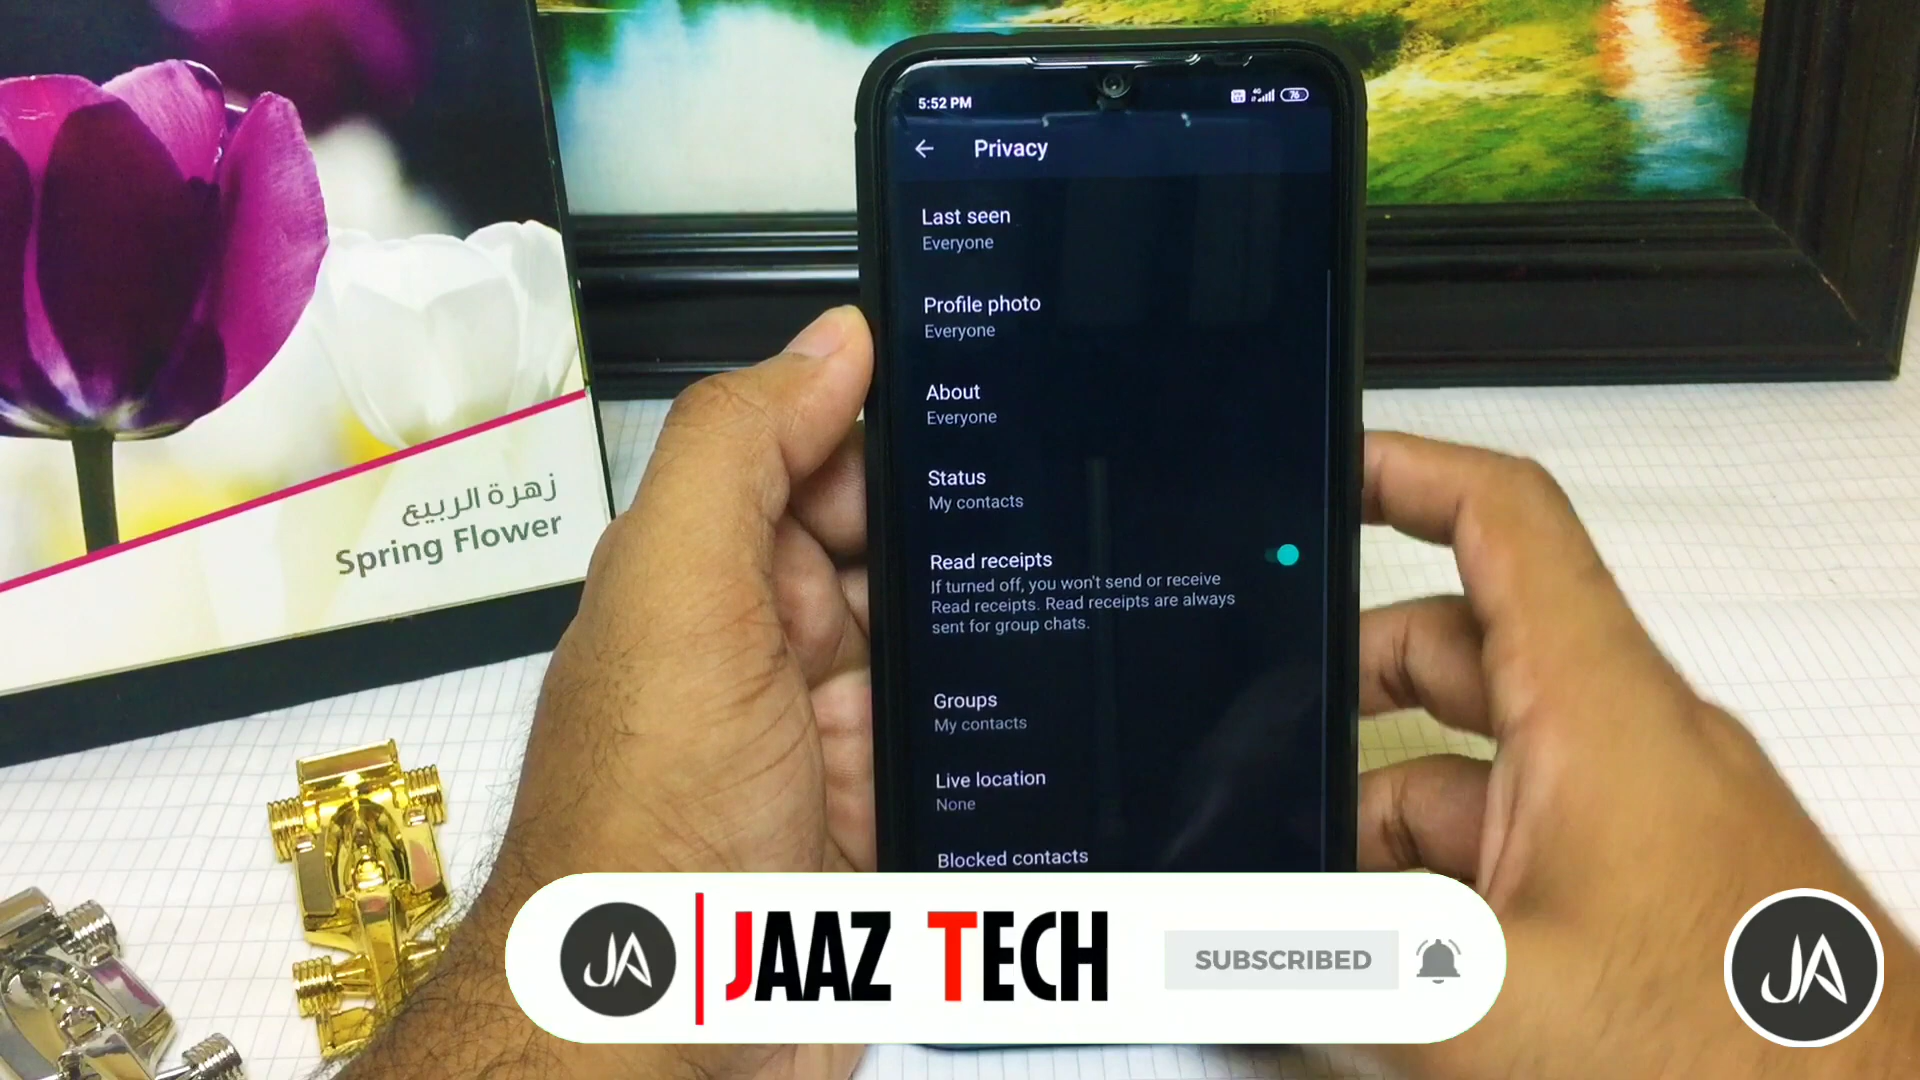 5:52 PM
76
Privacy
Last seen
Everyone
Profile photo
Everyone
About
Everyone
Status
My contacts
Read receipts
If turned off, you won't send or receive
Read receipts. Read receipts are always
sent for group chats.
Groups
My contacts
Live location
None
Blocked contacts
زهرة الربيع
Spring Flower
JA
JAAZ TECH
SUBSCRIBED
JA